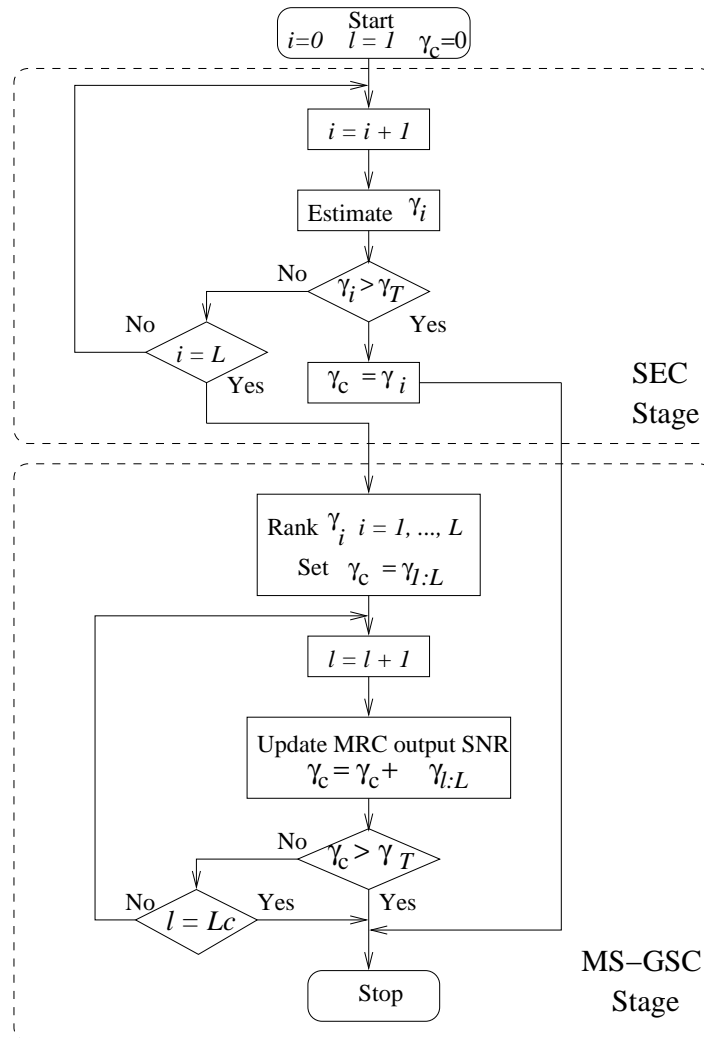 Start
i=0 l = 1 γc=0
i = i + 1
Estimate γi
No
γi > γT
Yes
No
i = L
Yes
γc = γi
SEC
Stage
Rank γi i = 1, ..., L
Set γc = γl:L
l = l + 1
Update MRC output SNR
γc = γc + γl:L
No
γc > γT
No
l = Lc
Yes
Yes
Stop
MS−GSC
Stage